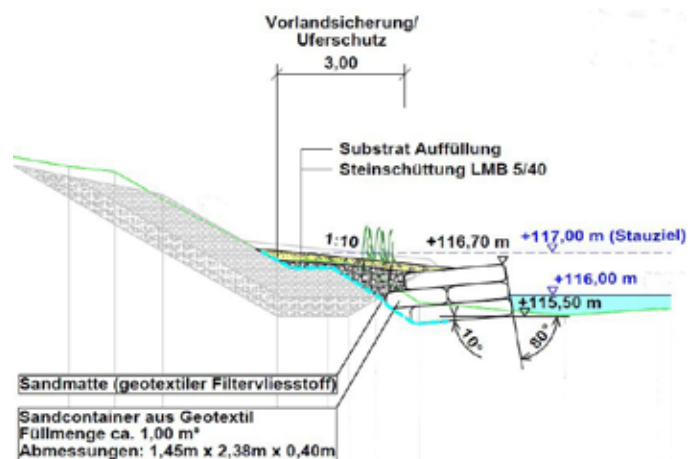 Vorlandsicherung/
Uferschutz
3,00
Substrat Auffüllung
Steinschüttung LMB 5/40
1:10
+116,70 m
+117,00 m (Stauziel)
+116,00 m
+115,50 m
10°
80°
Sandmatte (geotextiler Filtervliesstoff)
Sandcontainer aus Geotextil
Füllmenge ca. 1,00 m³
Abmessungen: 1,45m x 2,38m x 0,40m